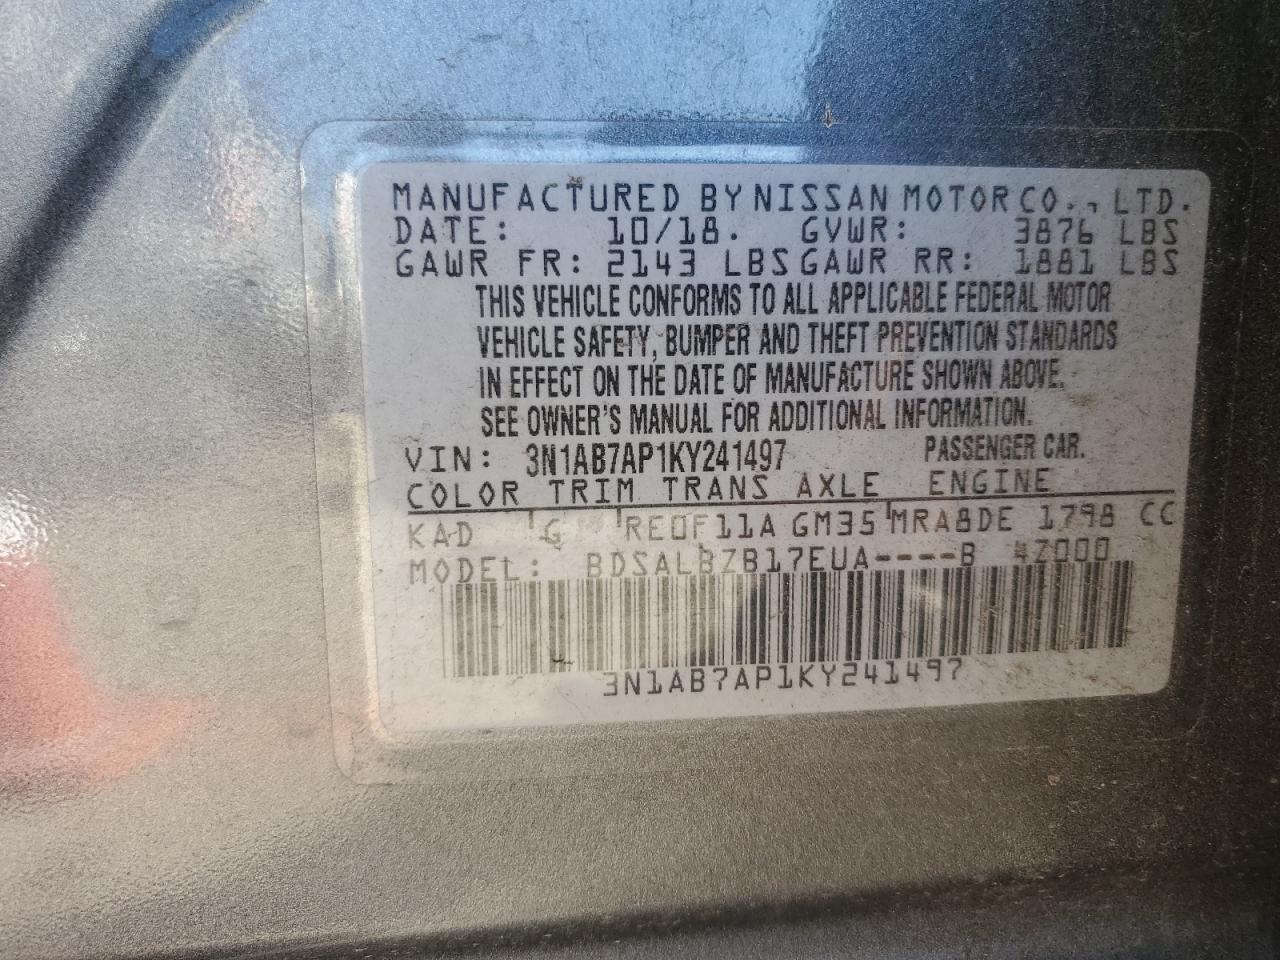 MANUFACTURED BY NISSAN MOTOR CO., LTD.
DATE: 10/18. GVWR: 3876 LBS
GAWR FR: 2143 LBS GAWR RR: 1881 LBS
THIS VEHICLE CONFORMS TO ALL APPLICABLE FEDERAL MOTOR
VEHICLE SAFETY, BUMPER AND THEFT PREVENTION STANDARDS
IN EFFECT ON THE DATE OF MANUFACTURE SHOWN ABOVE.
SEE OWNER'S MANUAL FOR ADDITIONAL INFORMATION.
VIN: 3N1AB7AP1KY241497 PASSENGER CAR.
COLOR TRIM TRANS AXLE ENGINE
KAD G RE0F11A GM35 MRA8DE 1798 CC
MODEL: BDSALBZB17EUA----B 4Z000
3N1AB7AP1KY241497